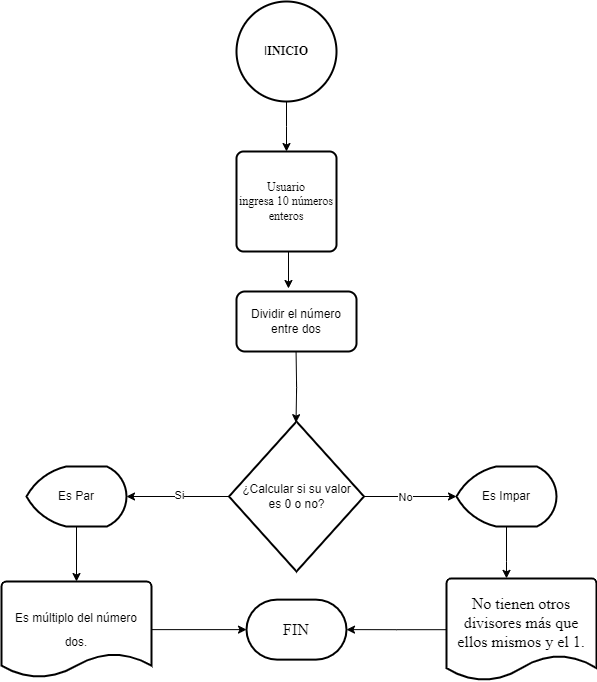 INICIO
Usuario
ingresa 10 números
enteros
Dividir el número
entre dos
¿Calcular si su valor
es 0 o no?
Si
No
Es Par
Es Impar
Es múltiplo del número
dos.
No tienen otros
divisores más que
ellos mismos y el 1.
FIN